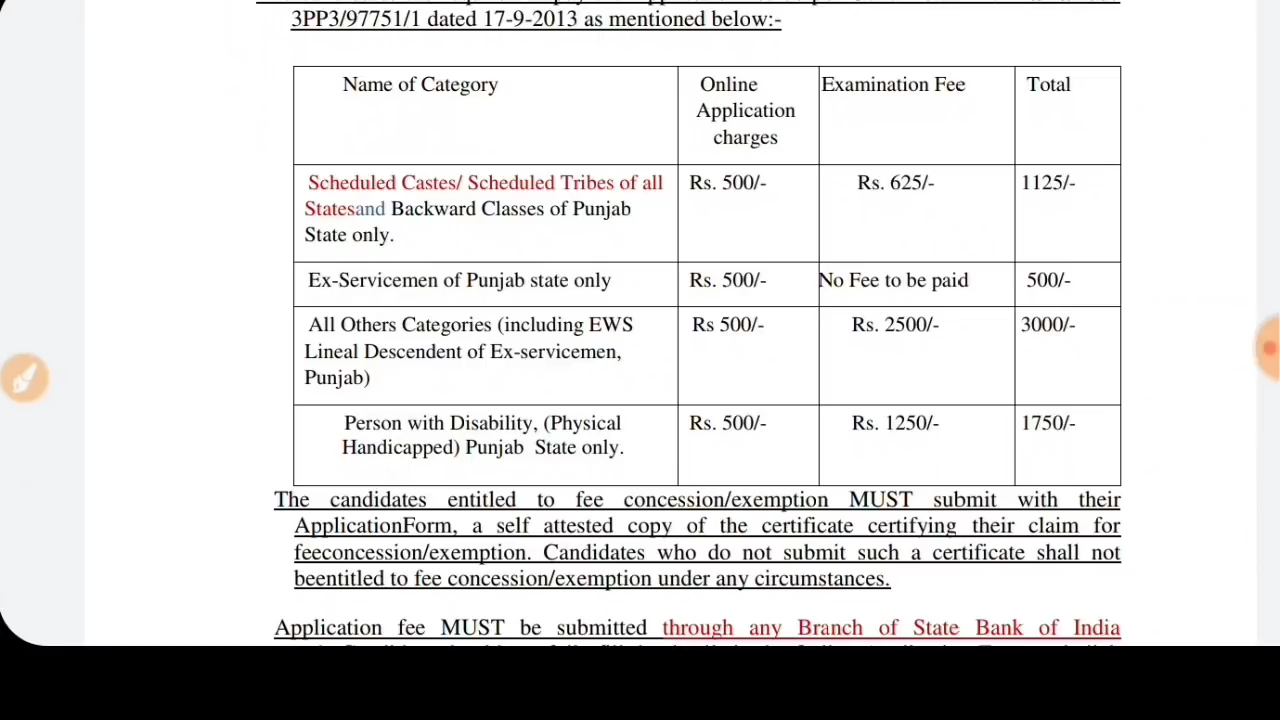 3PP3/97751/1 dated 17-9-2013 as mentioned below:-
Name of Category
Online
Application
charges
Examination Fee
Total
Scheduled Castes/ Scheduled Tribes of all
Statesand Backward Classes of Punjab
State only.
Rs. 500/-
Rs. 625/-
1125/-
Ex-Servicemen of Punjab state only
Rs. 500/-
No Fee to be paid
500/-
All Others Categories (including EWS
Lineal Descendent of Ex-servicemen,
Punjab)
Rs 500/-
Rs. 2500/-
3000/-
Person with Disability, (Physical
Handicapped) Punjab State only.
Rs. 500/-
Rs. 1250/-
1750/-
The candidates entitled to fee concession/exemption MUST submit with their
ApplicationForm, a self attested copy of the certificate certifying their claim for
feeconcession/exemption. Candidates who do not submit such a certificate shall not
beentitled to fee concession/exemption under any circumstances.
Application fee MUST be submitted through any Branch of State Bank of India